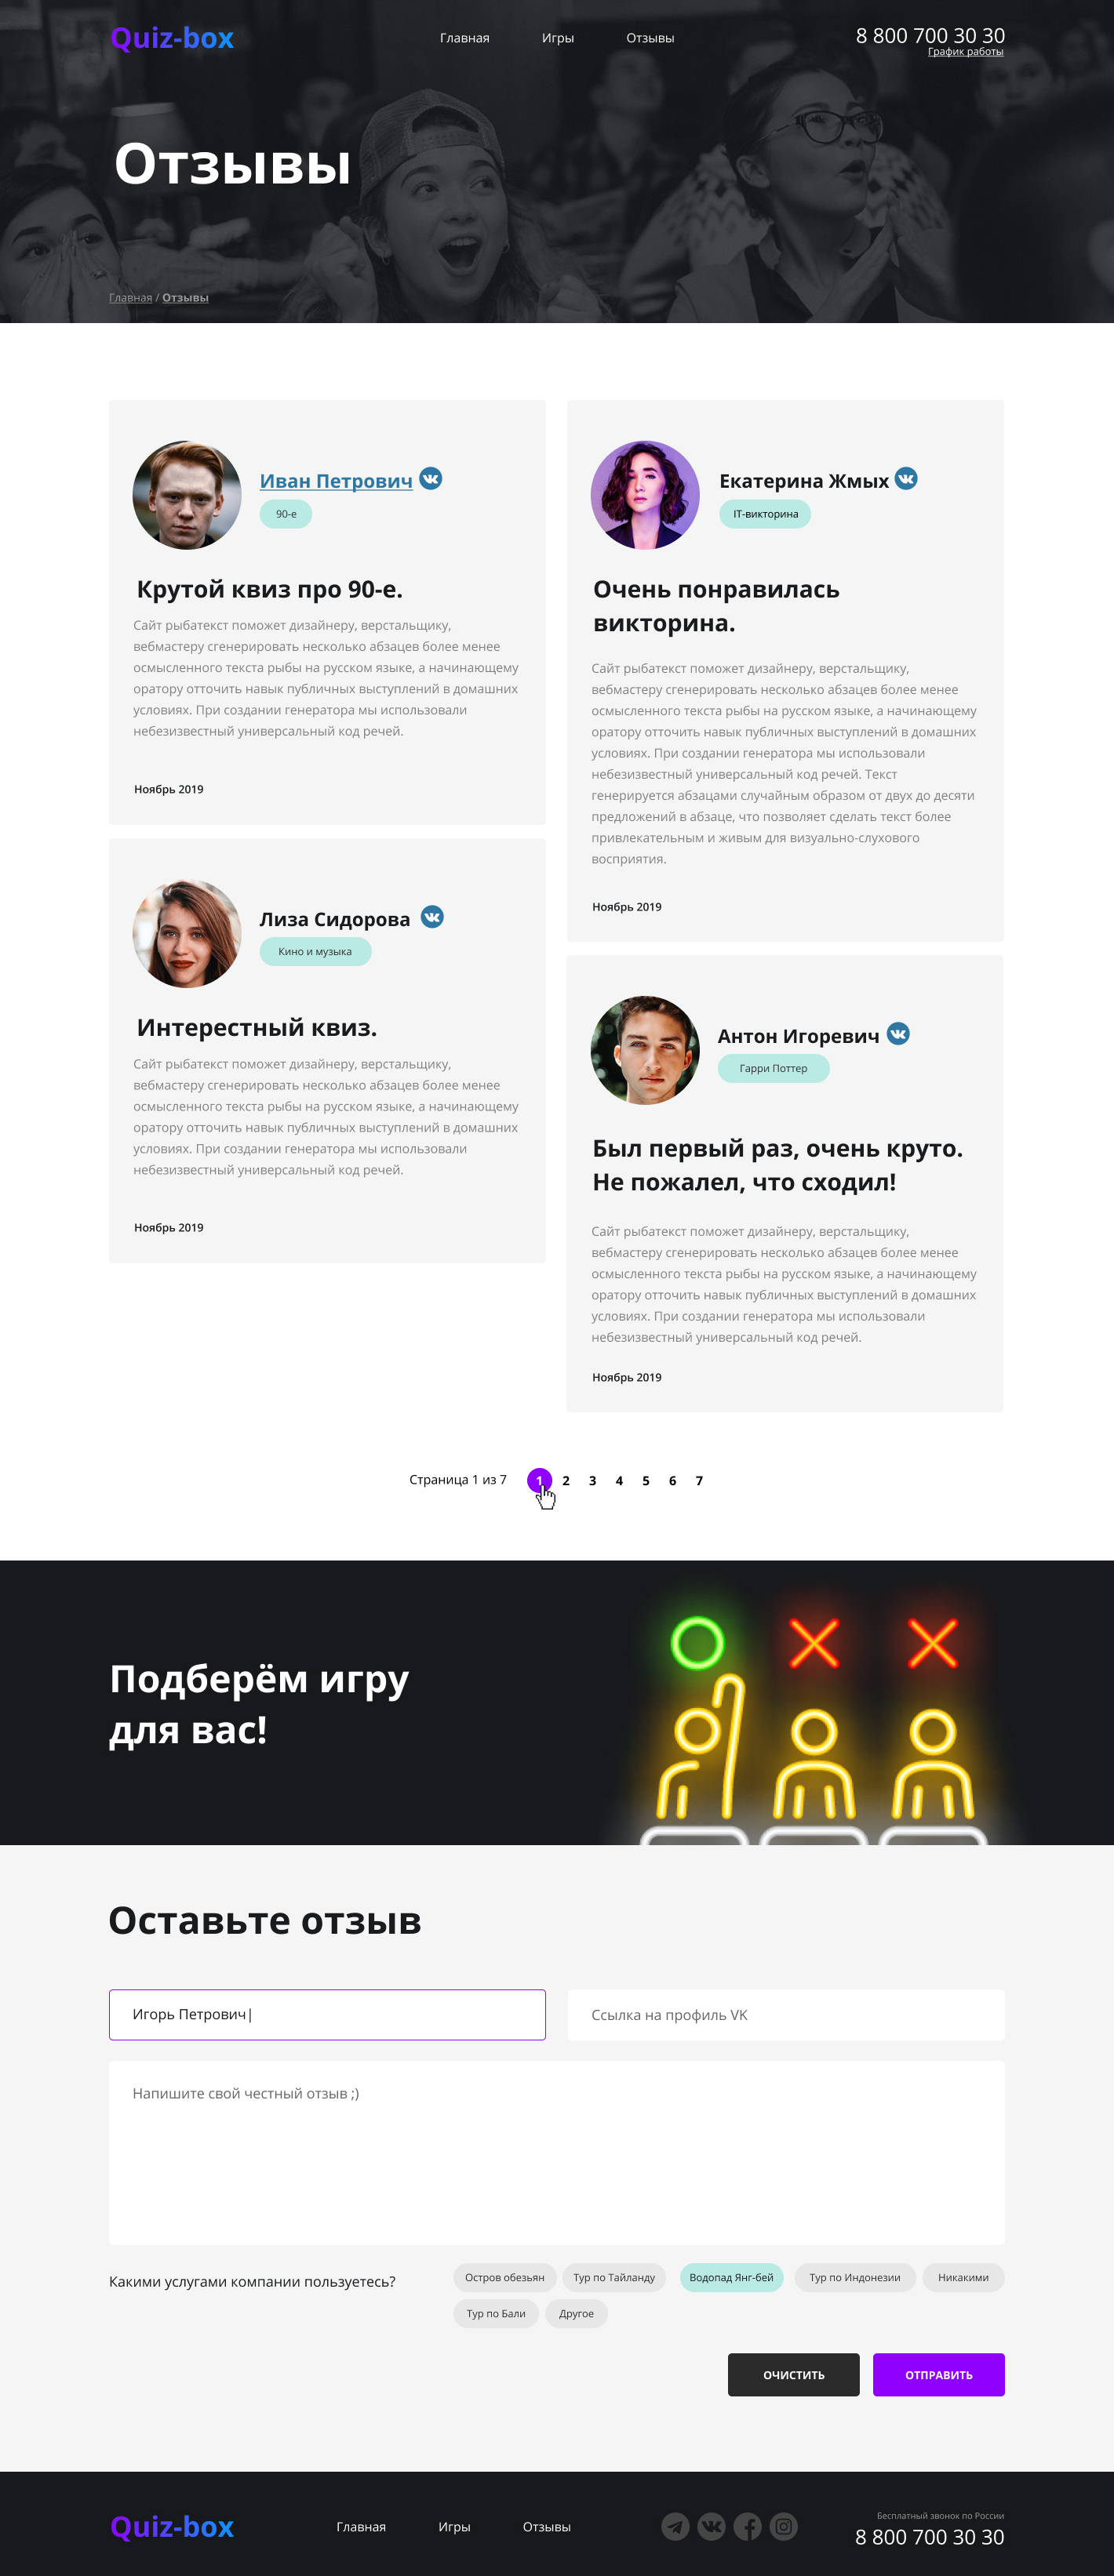 Quiz-box
Главная
Игры
Отзывы
8 800 700 30 30
График работы
Отзывы
Главная / Отзывы
Иван Петрович
90-е
Крутой квиз про 90-е.
Сайт рыбатекст поможет дизайнеру, верстальщику,
вебмастеру сгенерировать несколько абзацев более менее
осмысленного текста рыбы на русском языке, а начинающему
оратору отточить навык публичных выступлений в домашних
условиях. При создании генератора мы использовали
небезизвестный универсальный код речей.
Ноябрь 2019
Екатерина Жмых
IT-викторина
Очень понравилась
викторина.
Сайт рыбатекст поможет дизайнеру, верстальщику,
вебмастеру сгенерировать несколько абзацев более менее
осмысленного текста рыбы на русском языке, а начинающему
оратору отточить навык публичных выступлений в домашних
условиях. При создании генератора мы использовали
небезизвестный универсальный код речей. Текст
генерируется абзацами случайным образом от двух до десяти
предложений в абзаце, что позволяет сделать текст более
привлекательным и живым для визуально-слухового
восприятия.
Ноябрь 2019
Лиза Сидорова
Кино и музыка
Интерестный квиз.
Сайт рыбатекст поможет дизайнеру, верстальщику,
вебмастеру сгенерировать несколько абзацев более менее
осмысленного текста рыбы на русском языке, а начинающему
оратору отточить навык публичных выступлений в домашних
условиях. При создании генератора мы использовали
небезизвестный универсальный код речей.
Ноябрь 2019
Антон Игоревич
Гарри Поттер
Был первый раз, очень круто.
Не пожалел, что сходил!
Сайт рыбатекст поможет дизайнеру, верстальщику,
вебмастеру сгенерировать несколько абзацев более менее
осмысленного текста рыбы на русском языке, а начинающему
оратору отточить навык публичных выступлений в домашних
условиях. При создании генератора мы использовали
небезизвестный универсальный код речей.
Ноябрь 2019
Страница 1 из 7 1 2 3 4 5 6 7
Подберём игру
для вас!
Оставьте отзыв
Игорь Петрович|
Ссылка на профиль VK
Напишите свой честный отзыв ;)
Какими услугами компании пользуетесь?
Остров обезьян
Тур по Тайланду
Водопад Янг-бей
Тур по Индонезии
Никакими
Тур по Бали
Другое
ОЧИСТИТЬ
ОТПРАВИТЬ
Quiz-box
Главная
Игры
Отзывы
Бесплатный звонок по России
8 800 700 30 30